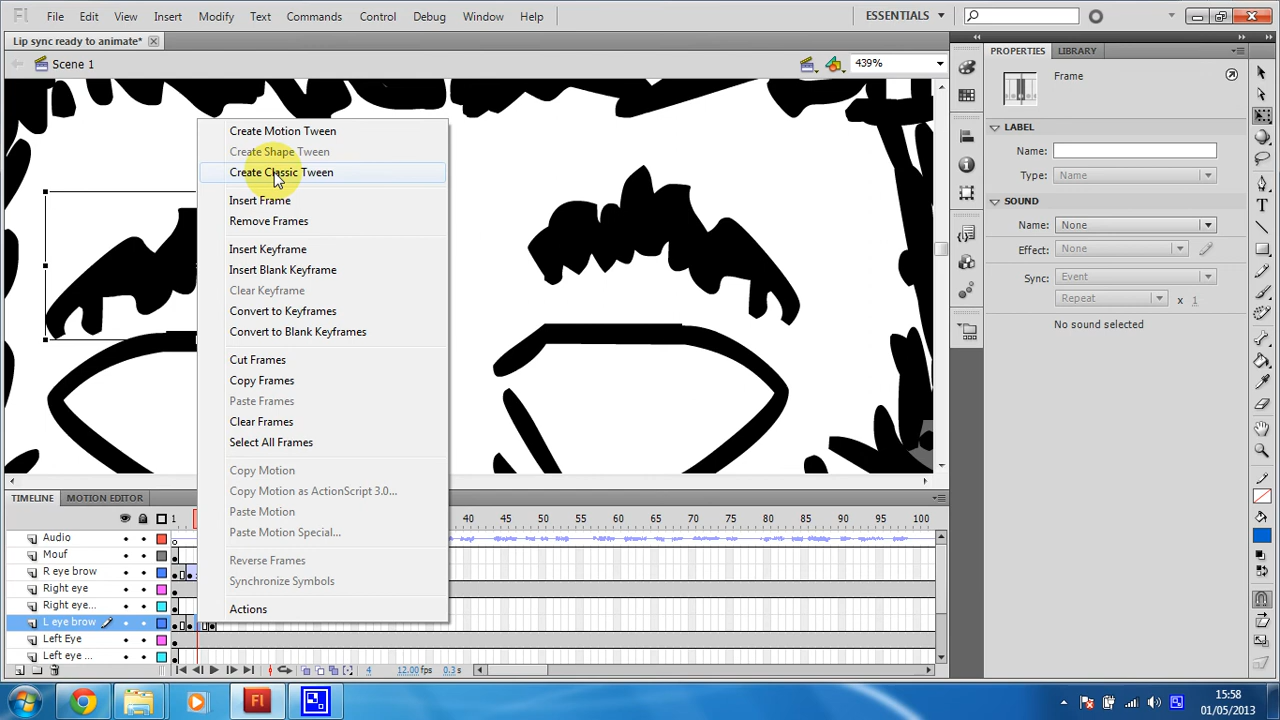 Fl File Edit View Insert Modify Text Commands Control Debug Window Help ESSENTIALS
Lip sync ready to animate*
Scene 1 439%
PROPERTIES LIBRARY
Frame
LABEL
Name:
Type: Name
SOUND
Name: None
Effect: None
Sync: Event
Repeat x 1
No sound selected
Create Motion Tween
Create Shape Tween
Create Classic Tween
Insert Frame
Remove Frames
Insert Keyframe
Insert Blank Keyframe
Clear Keyframe
Convert to Keyframes
Convert to Blank Keyframes
Cut Frames
Copy Frames
Paste Frames
Clear Frames
Select All Frames
Copy Motion
Copy Motion as ActionScript 3.0...
Paste Motion
Paste Motion Special...
Reverse Frames
Synchronize Symbols
Actions
TIMELINE MOTION EDITOR
1 40 45 50 55 60 65 70 75 80 85 90 95 100
Audio
Mouf
R eye brow
Right eye
Right eye...
L eye brow
Left Eye
Left eye ...
4 12.00 fps 0.3 s
Fl
15:58
01/05/2013